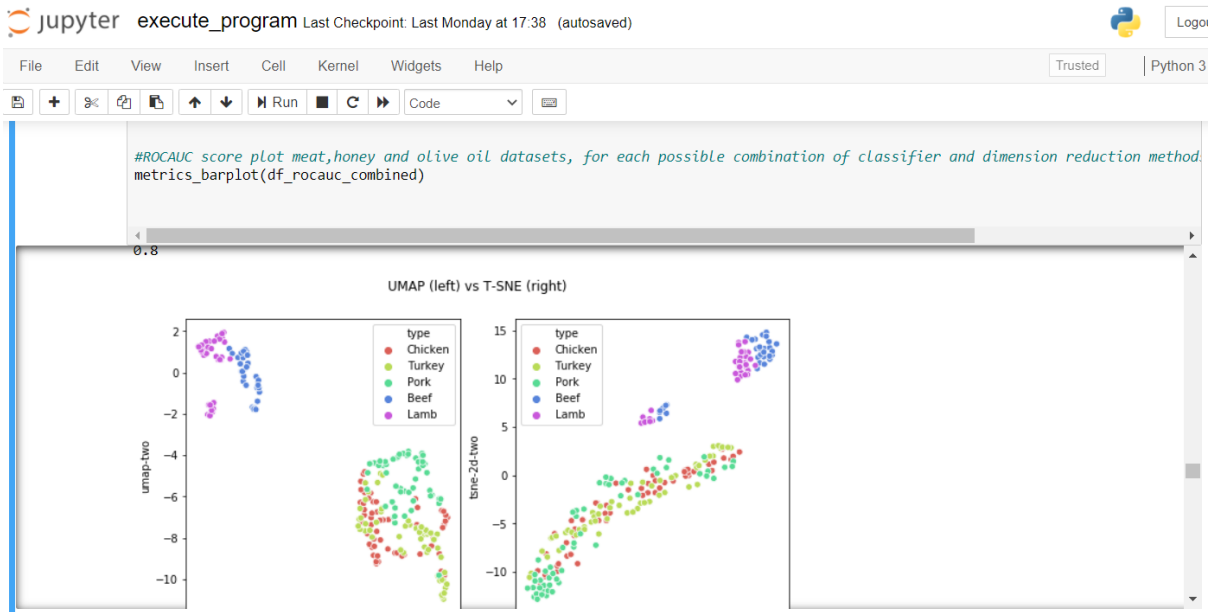 jupyter execute_program Last Checkpoint: Last Monday at 17:38 (autosaved)
Logou
File Edit View Insert Cell Kernel Widgets Help Trusted Python 3
Run Code
#ROCAUC score plot meat,honey and olive oil datasets, for each possible combination of classifier and dimension reduction method
metrics_barplot(df_rocauc_combined)
0.8
UMAP (left) vs T-SNE (right)
type
Chicken
Turkey
Pork
Beef
Lamb
2
0
−2
−4
−6
−8
−10
umap-two
type
Chicken
Turkey
Pork
Beef
Lamb
15
10
5
0
−5
−10
tsne-2d-two